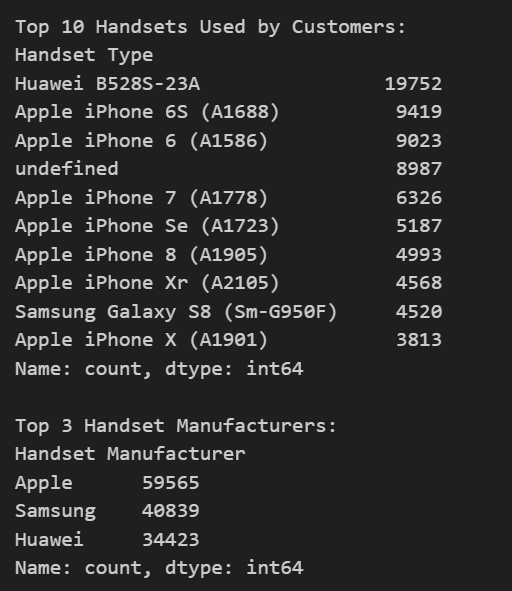 Top 10 Handsets Used by Customers:
Handset Type
Huawei B528S-23A                19752
Apple iPhone 6S (A1688)          9419
Apple iPhone 6 (A1586)           9023
undefined                        8987
Apple iPhone 7 (A1778)           6326
Apple iPhone Se (A1723)          5187
Apple iPhone 8 (A1905)           4993
Apple iPhone Xr (A2105)          4568
Samsung Galaxy S8 (Sm-G950F)     4520
Apple iPhone X (A1901)           3813
Name: count, dtype: int64

Top 3 Handset Manufacturers:
Handset Manufacturer
Apple      59565
Samsung    40839
Huawei     34423
Name: count, dtype: int64